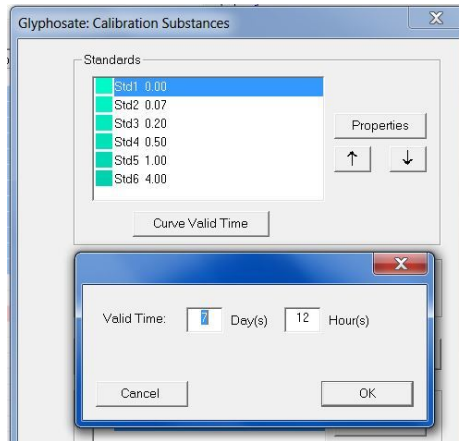 Glyphosate: Calibration Substances
Standards
Std1 0.00
Std2 0.07
Std3 0.20
Std4 0.50
Std5 1.00
Std6 4.00
Properties
↑ ↓
Curve Valid Time
Valid Time: 7 Day(s) 12 Hour(s)
Cancel OK